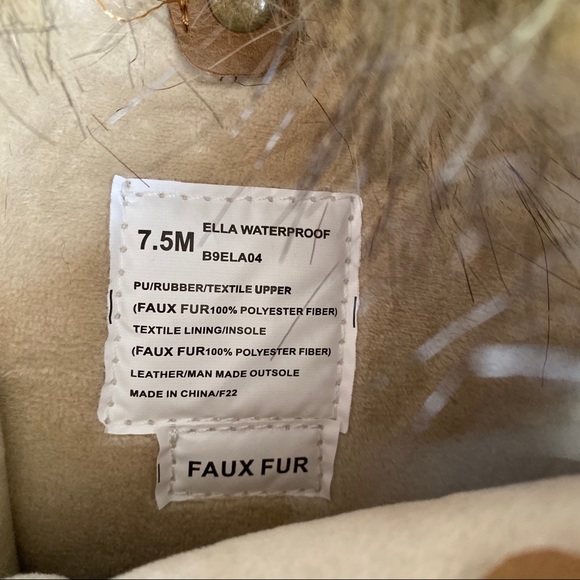 7.5M ELLA WATERPROOF
B9ELA04
PU/RUBBER/TEXTILE UPPER
(FAUX FUR100% POLYESTER FIBER)
TEXTILE LINING/INSOLE
(FAUX FUR100% POLYESTER FIBER)
LEATHER/MAN MADE OUTSOLE
MADE IN CHINA/F22
FAUX FUR